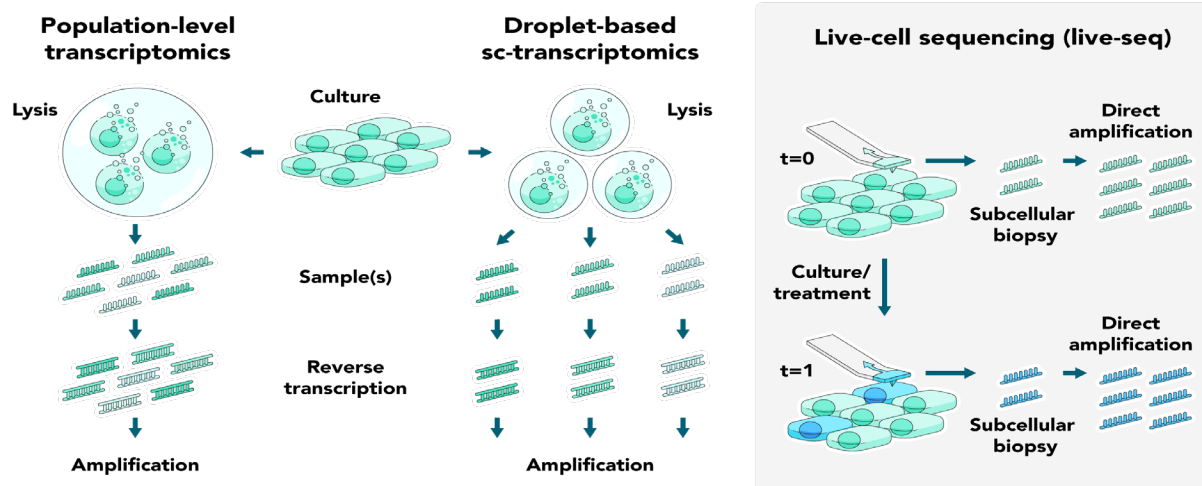 Population-level
transcriptomics
Lysis
Culture
Droplet-based
sc-transcriptomics
Lysis
Sample(s)
Reverse
transcription
Amplification
Amplification
Live-cell sequencing (live-seq)
t=0
Direct
amplification
Subcellular
biopsy
Culture/
treatment
t=1
Direct
amplification
Subcellular
biopsy